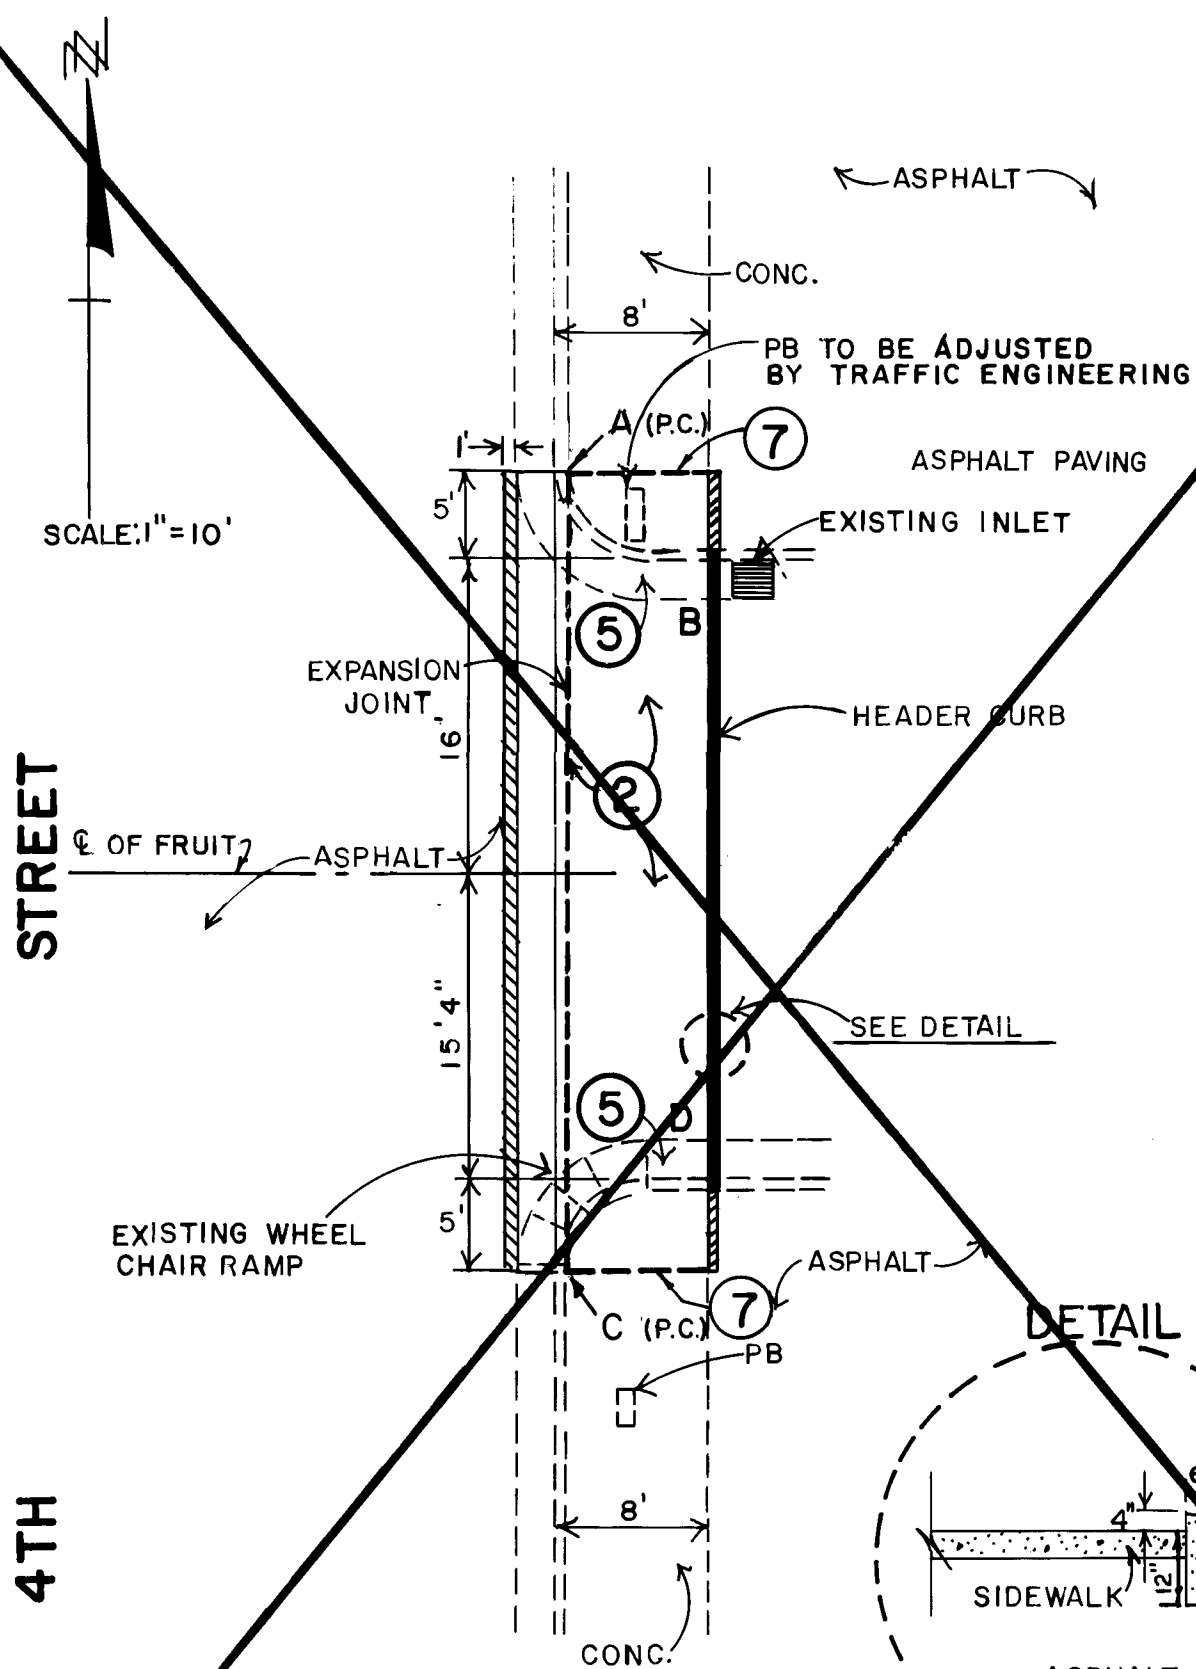 N
ASPHALT
CONC.
8'
PB TO BE ADJUSTED
BY TRAFFIC ENGINEERING
A (P.C.)
7
1'
ASPHALT PAVING
5'
SCALE: 1" = 10'
EXISTING INLET
5
B
EXPANSION
JOINT
16'
HEADER CURB
2
STREET
℄ OF FRUIT
ASPHALT
15'4"
SEE DETAIL
5
D
5'
EXISTING WHEEL
CHAIR RAMP
ASPHALT
7
C (P.C.)
DETAIL
PB
4TH
8'
4"
12"
SIDEWALK
CONC.